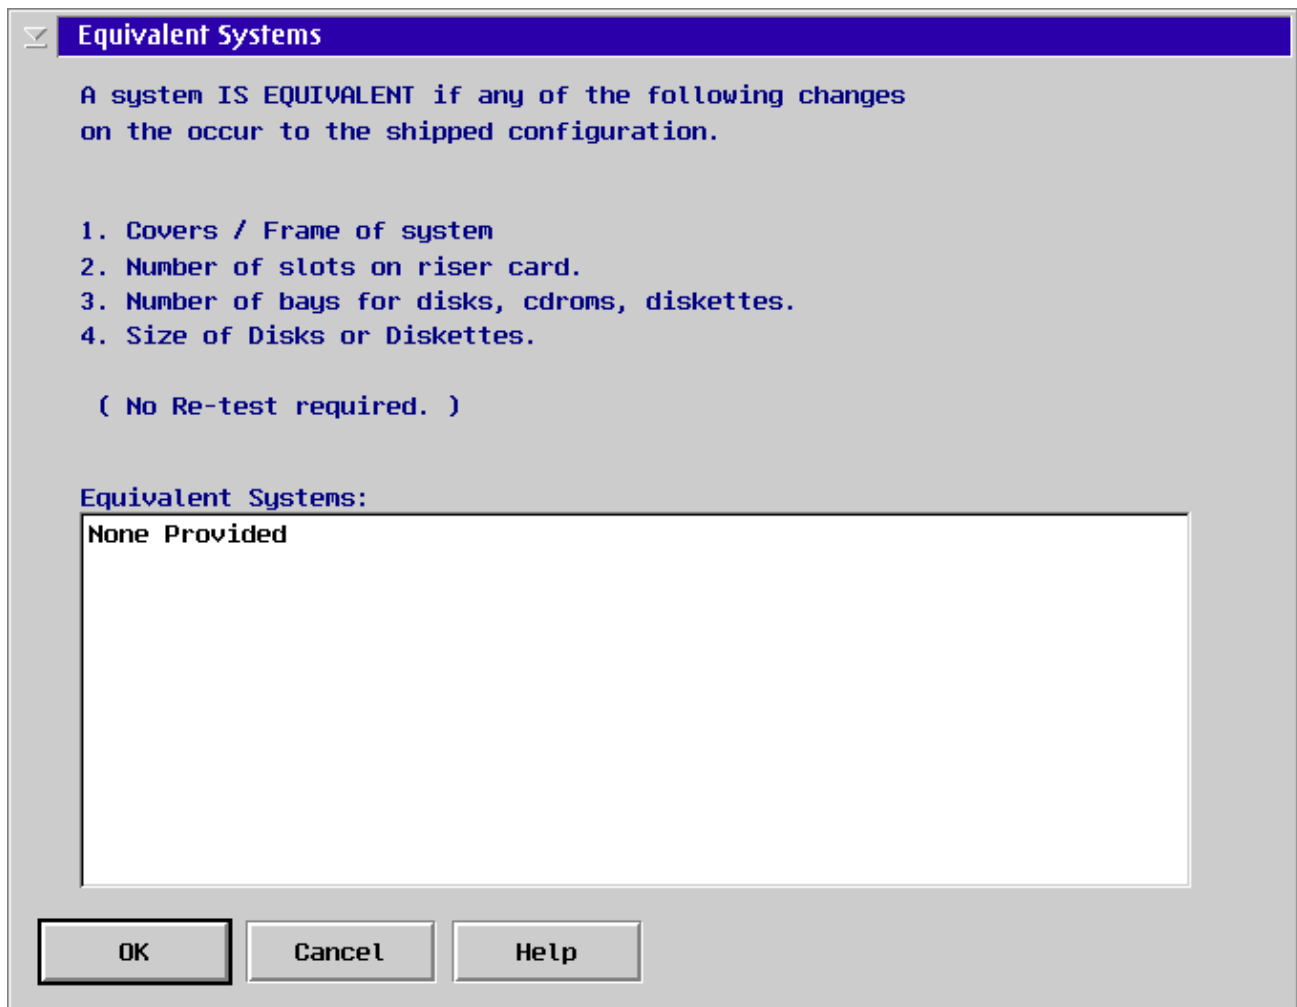 Equivalent Systems
A system IS EQUIVALENT if any of the following changes
on the occur to the shipped configuration.
1. Covers / Frame of system
2. Number of slots on riser card.
3. Number of bays for disks, cdroms, diskettes.
4. Size of Disks or Diskettes.
( No Re-test required. )
Equivalent Systems:
None Provided
OK Cancel Help